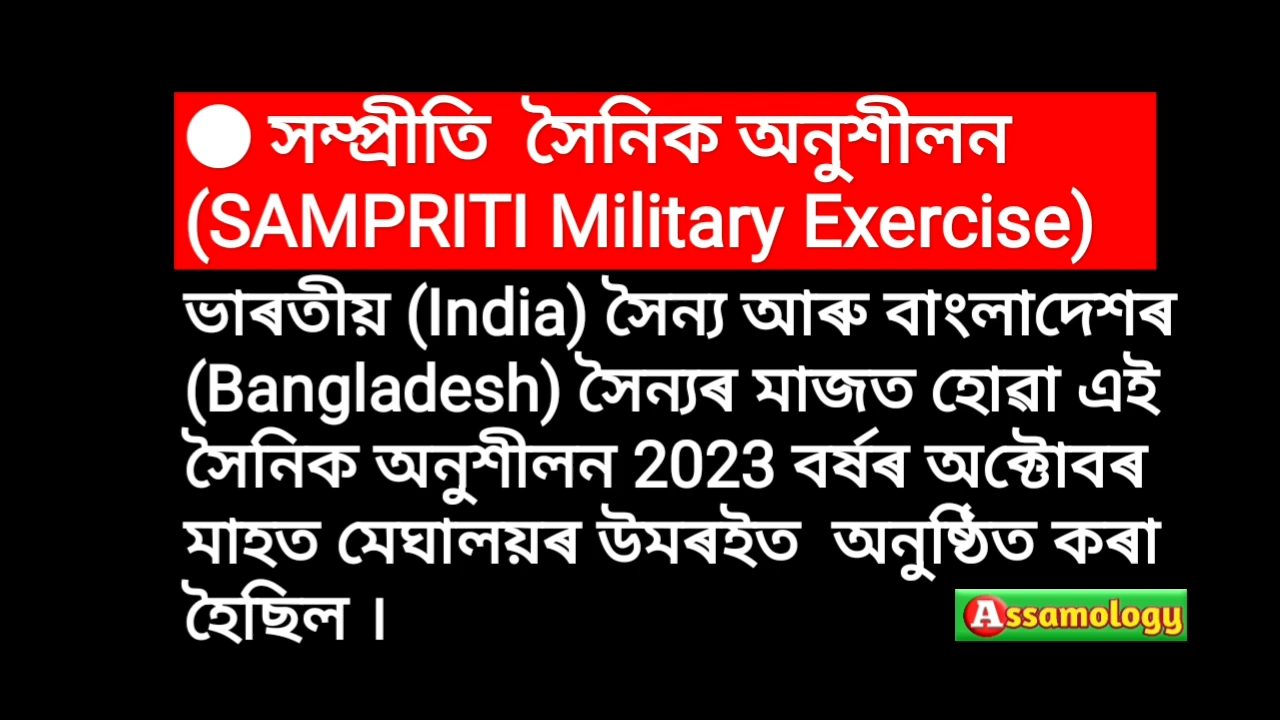 ● সম্প্ৰীতি সৈনিক অনুশীলন
(SAMPRITI Military Exercise)
ভাৰতীয় (India) সৈন্য আৰু বাংলাদেশৰ
(Bangladesh) সৈন্যৰ মাজত হোৱা এই
সৈনিক অনুশীলন 2023 বৰ্ষৰ অক্টোবৰ
মাহত মেঘালয়ৰ উমৰইত অনুষ্ঠিত কৰা
হৈছিল ।
Assamology